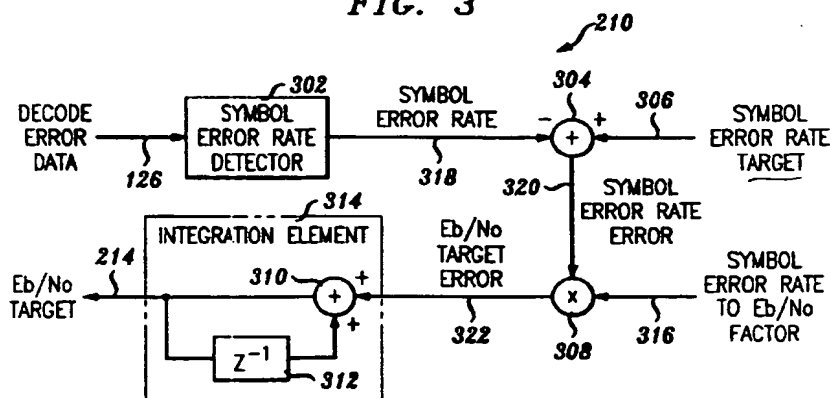 FIG. 3
210
302
304
DECODE
ERROR
DATA
SYMBOL
ERROR RATE
DETECTOR
SYMBOL
ERROR RATE
-
+
+
306
SYMBOL
ERROR RATE
TARGET
126
318
320
SYMBOL
ERROR RATE
ERROR
314
INTEGRATION ELEMENT
Eb/No
TARGET
ERROR
214
310
Eb/No
TARGET
+
+
+
322
x
308
316
SYMBOL
ERROR RATE
TO Eb/No
FACTOR
Z⁻¹
312